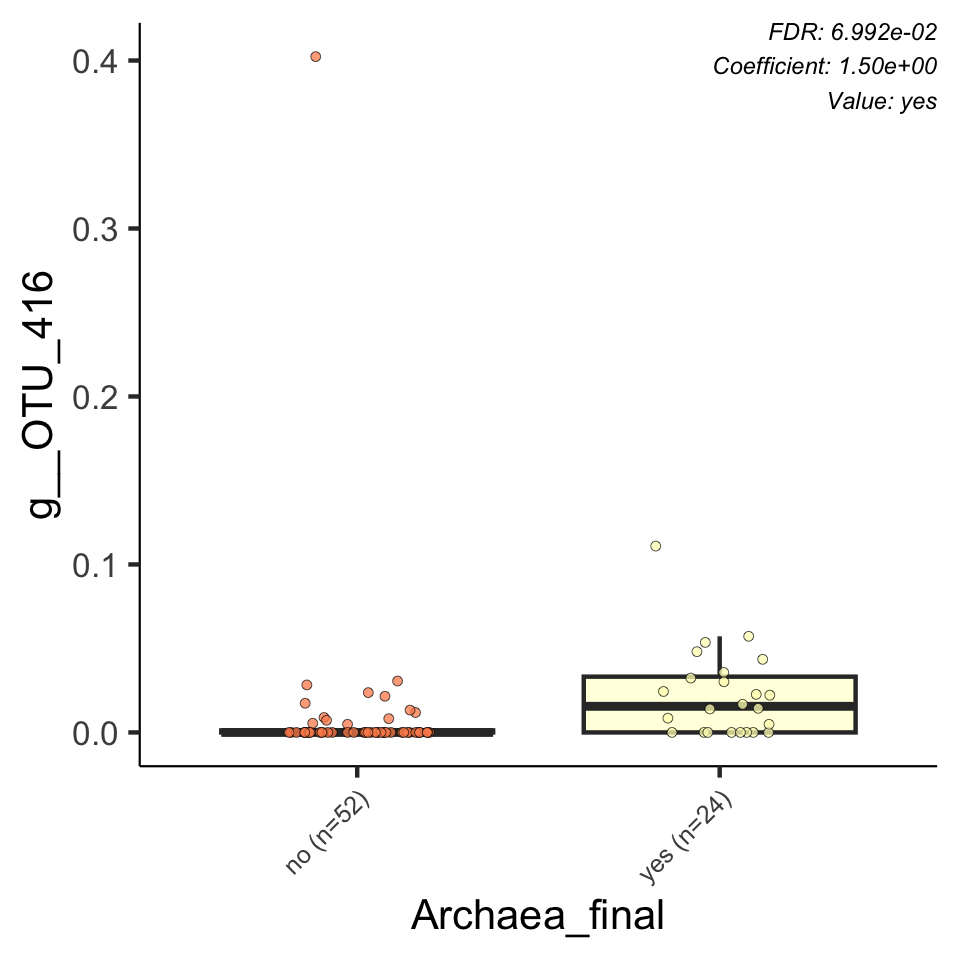 FDR: 6.992e-02
Coefficient: 1.50e+00
Value: yes
g__OTU_416
0.4
0.3
0.2
0.1
0.0
no (n=52)
yes (n=24)
Archaea_final